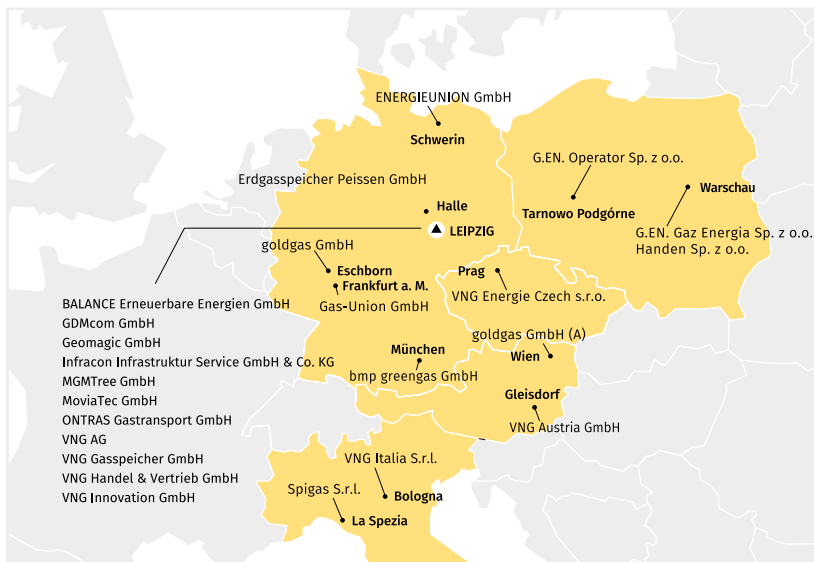 ENERGIEUNION GmbH
Schwerin
G.EN. Operator Sp. z o.o.
Erdgasspeicher Peissen GmbH
Warschau
Halle
Tarnowo Podgórne
LEIPZIG
G.EN. Gaz Energia Sp. z o.o.
Handen Sp. z o.o.
goldgas GmbH
Eschborn
Prag
Frankfurt a. M.
VNG Energie Czech s.r.o.
Gas-Union GmbH
BALANCE Erneuerbare Energien GmbH
GDMcom GmbH
Geomagic GmbH
Infracon Infrastruktur Service GmbH & Co. KG
MGMTree GmbH
MoviaTec GmbH
ONTRAS Gastransport GmbH
VNG AG
VNG Gasspeicher GmbH
VNG Handel & Vertrieb GmbH
VNG Innovation GmbH
goldgas GmbH (A)
München
Wien
bmp greengas GmbH
Gleisdorf
VNG Austria GmbH
VNG Italia S.r.l.
Spigas S.r.l.
Bologna
La Spezia